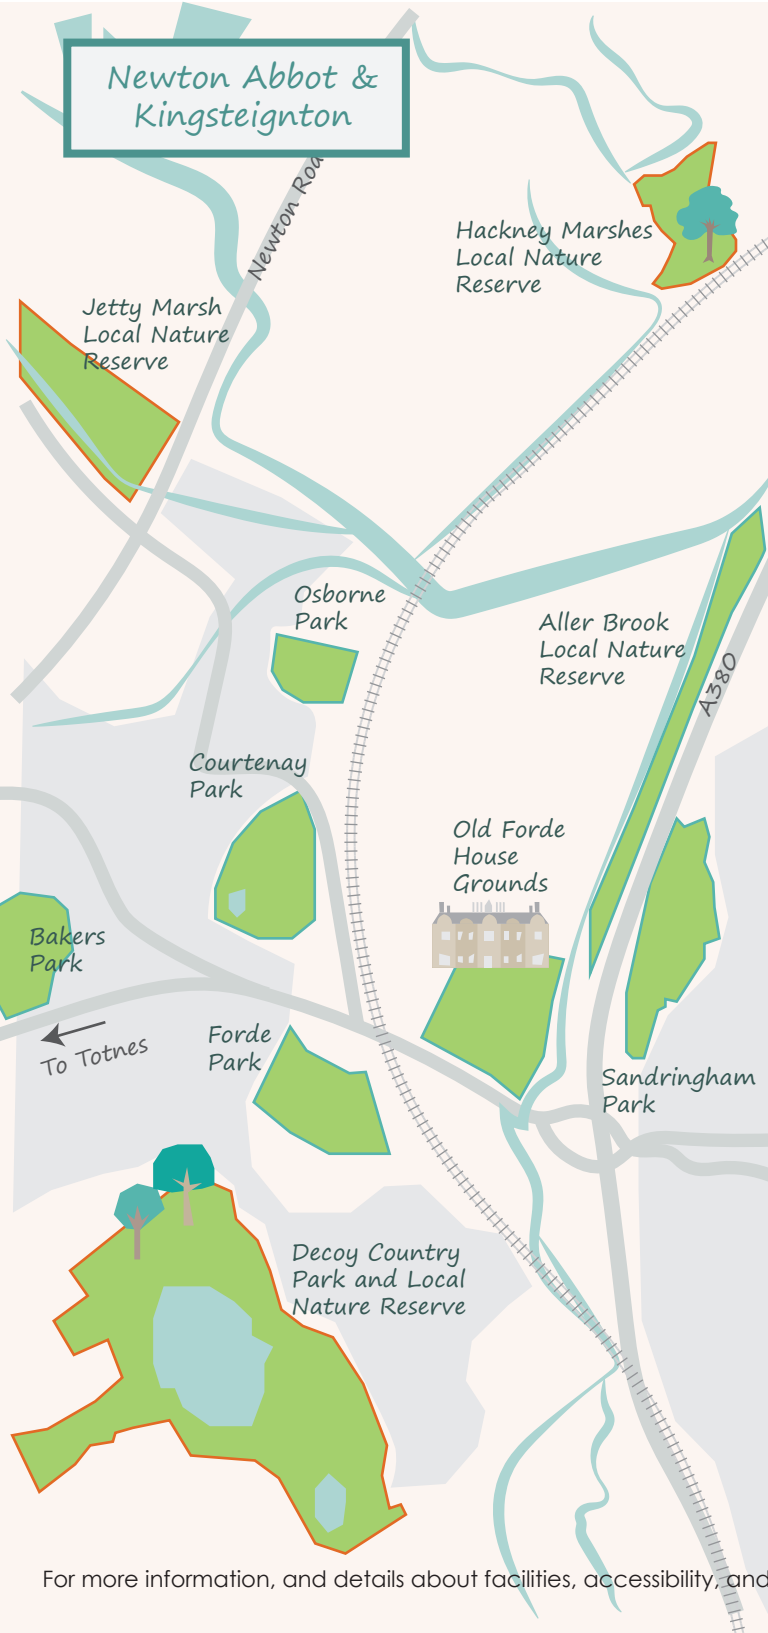 Newton Abbot &
Kingsteignton
Newton Roa
Hackney Marshes
Local Nature
Reserve
Jetty Marsh
Local Nature
Reserve
Osborne
Park
Aller Brook
Local Nature
Reserve
A380
Courtenay
Park
Old Forde
House
Grounds
Bakers
Park
To Totnes
Forde
Park
Sandringham
Park
Decoy Country
Park and Local
Nature Reserve
For more information, and details about facilities, accessibility, and